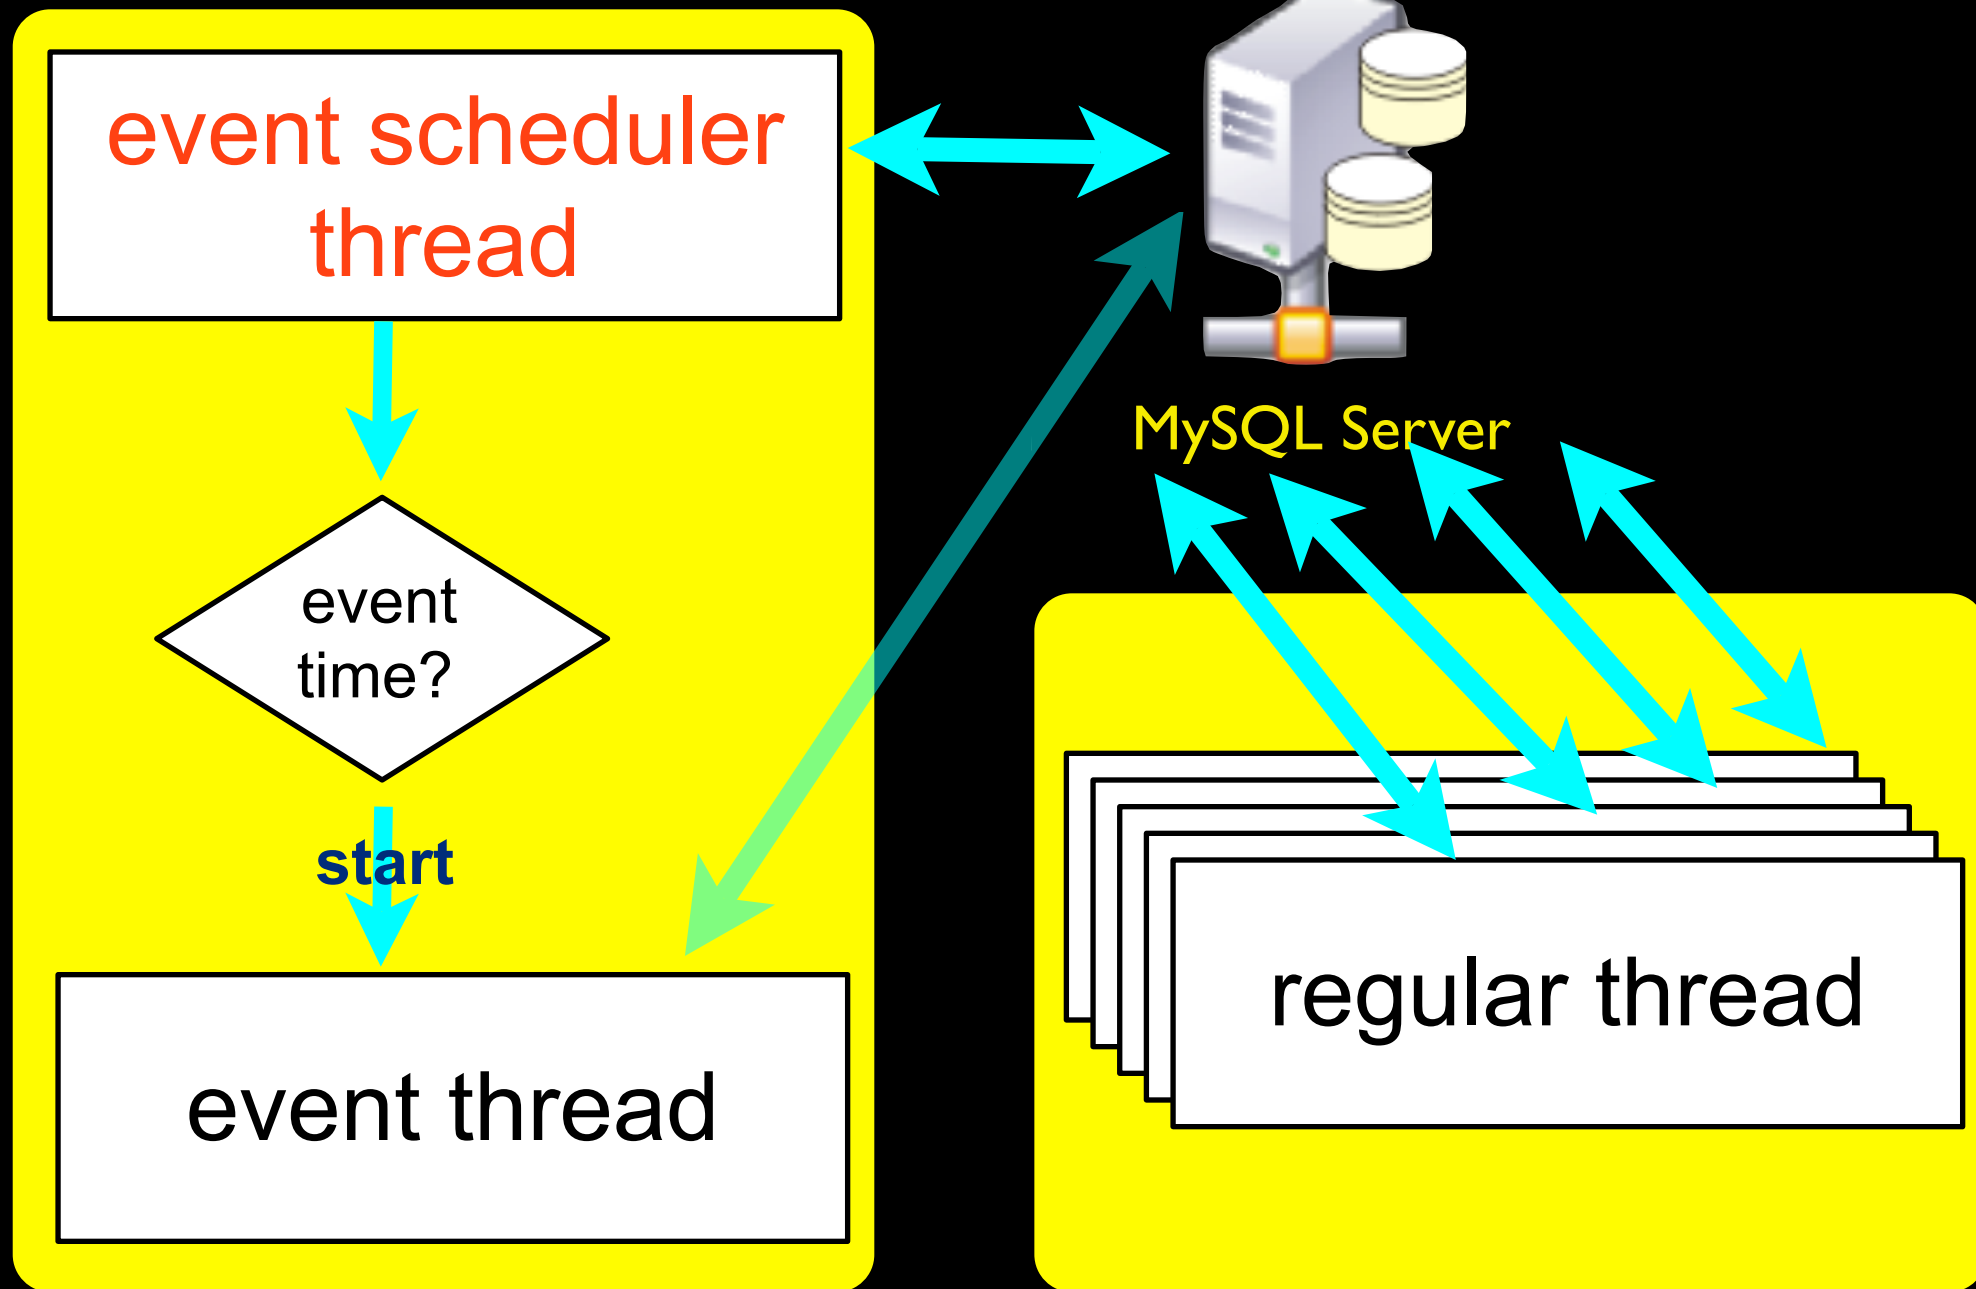 event scheduler
thread
MySQL Server
event
time?
start
event thread
regular thread